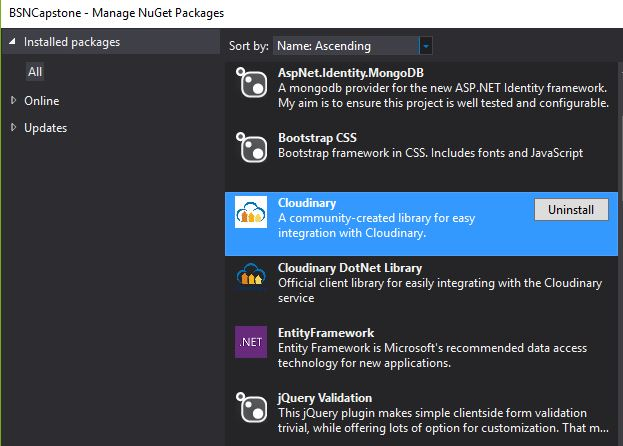 BSNCapstone - Manage NuGet Packages
Installed packages
Sort by: Name: Ascending
All
Online
Updates
AspNet.Identity.MongoDB
A mongodb provider for the new ASP.NET Identity framework.
My aim is to ensure this project is well tested and configurable.
Bootstrap CSS
Bootstrap framework in CSS. Includes fonts and JavaScript
Cloudinary
A community-created library for easy
integration with Cloudinary.
Uninstall
Cloudinary DotNet Library
Official client library for easily integrating with the Cloudinary
service
.NET
EntityFramework
Entity Framework is Microsoft's recommended data access
technology for new applications.
jQuery Validation
This jQuery plugin makes simple clientside form validation
trivial, while offering lots of option for customization. That m...